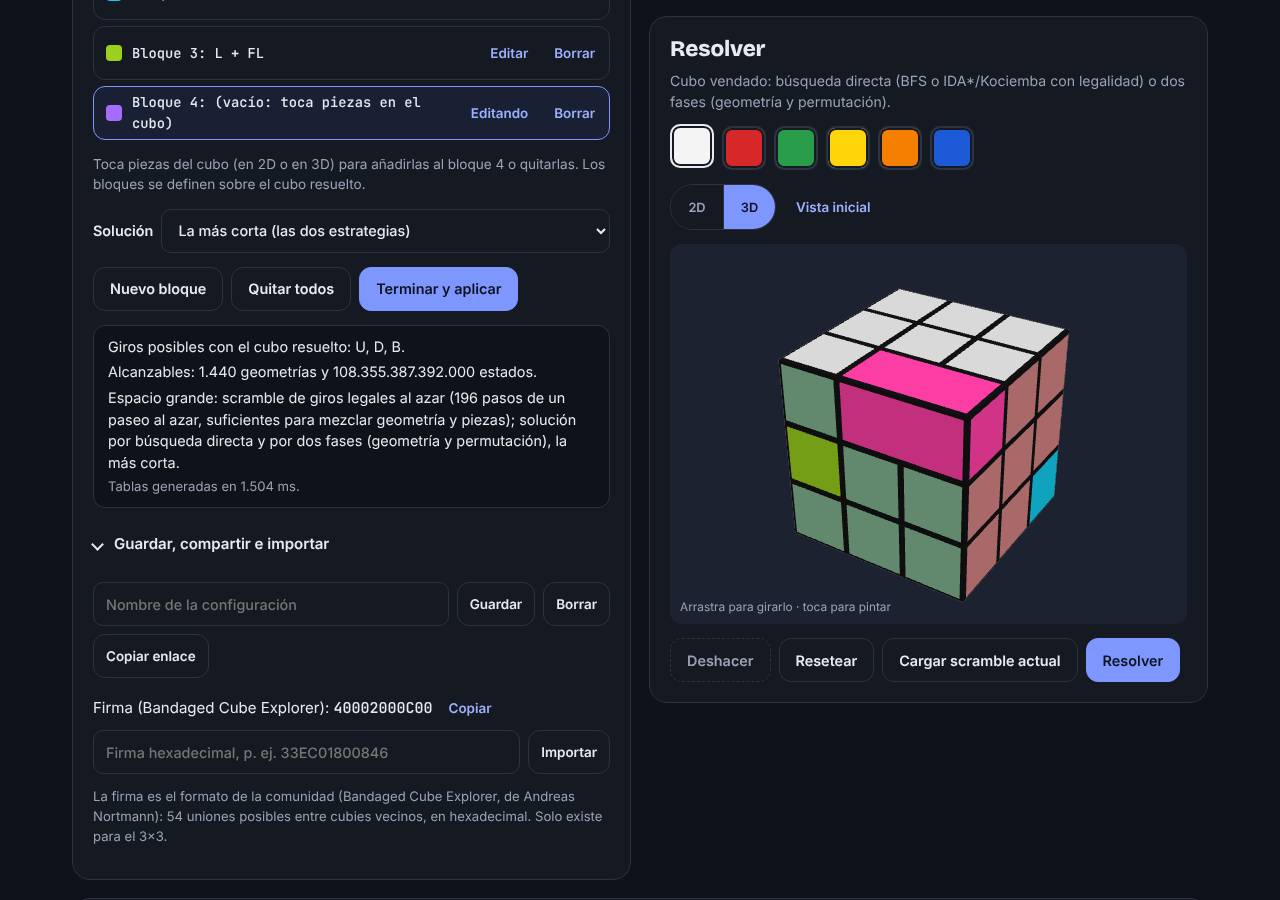 Bloque 3: L + FL
Editar
Borrar
Bloque 4: (vacío: toca piezas en el
cubo)
Editando
Borrar
Toca piezas del cubo (en 2D o en 3D) para añadirlas al bloque 4 o quitarlas. Los
bloques se definen sobre el cubo resuelto.
Solución
La más corta (las dos estrategias)
Nuevo bloque
Quitar todos
Terminar y aplicar
Giros posibles con el cubo resuelto: U, D, B.
Alcanzables: 1.440 geometrías y 108.355.387.392.000 estados.
Espacio grande: scramble de giros legales al azar (196 pasos de un
paseo al azar, suficientes para mezclar geometría y piezas); solución
por búsqueda directa y por dos fases (geometría y permutación), la
más corta.
Tablas generadas en 1.504 ms.
Guardar, compartir e importar
Nombre de la configuración
Guardar
Borrar
Copiar enlace
Firma (Bandaged Cube Explorer): 40002000C00
Copiar
Firma hexadecimal, p. ej. 33EC01800846
Importar
La firma es el formato de la comunidad (Bandaged Cube Explorer, de Andreas
Nortmann): 54 uniones posibles entre cubies vecinos, en hexadecimal. Solo existe
para el 3×3.
Resolver
Cubo vendado: búsqueda directa (BFS o IDA*/Kociemba con legalidad) o dos
fases (geometría y permutación).
2D
3D
Vista inicial
Arrastra para girarlo · toca para pintar
Deshacer
Resetear
Cargar scramble actual
Resolver